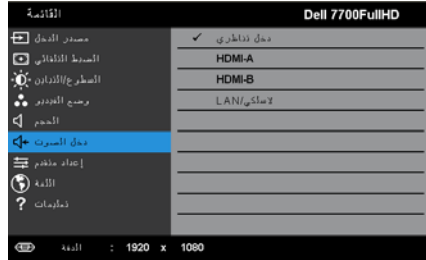 القائمة
Dell 7700FullHD
مصدر الدخل
الضبط التلقائي
السطوع/التباين
وضع الفيديو
الحجم
دخل الصوت
إعداد متقدم
اللغة
تعليمات
✓ دخل تناظري
HDMI-A
HDMI-B
لاسلكي/LAN
الدقة : 1920 x 1080